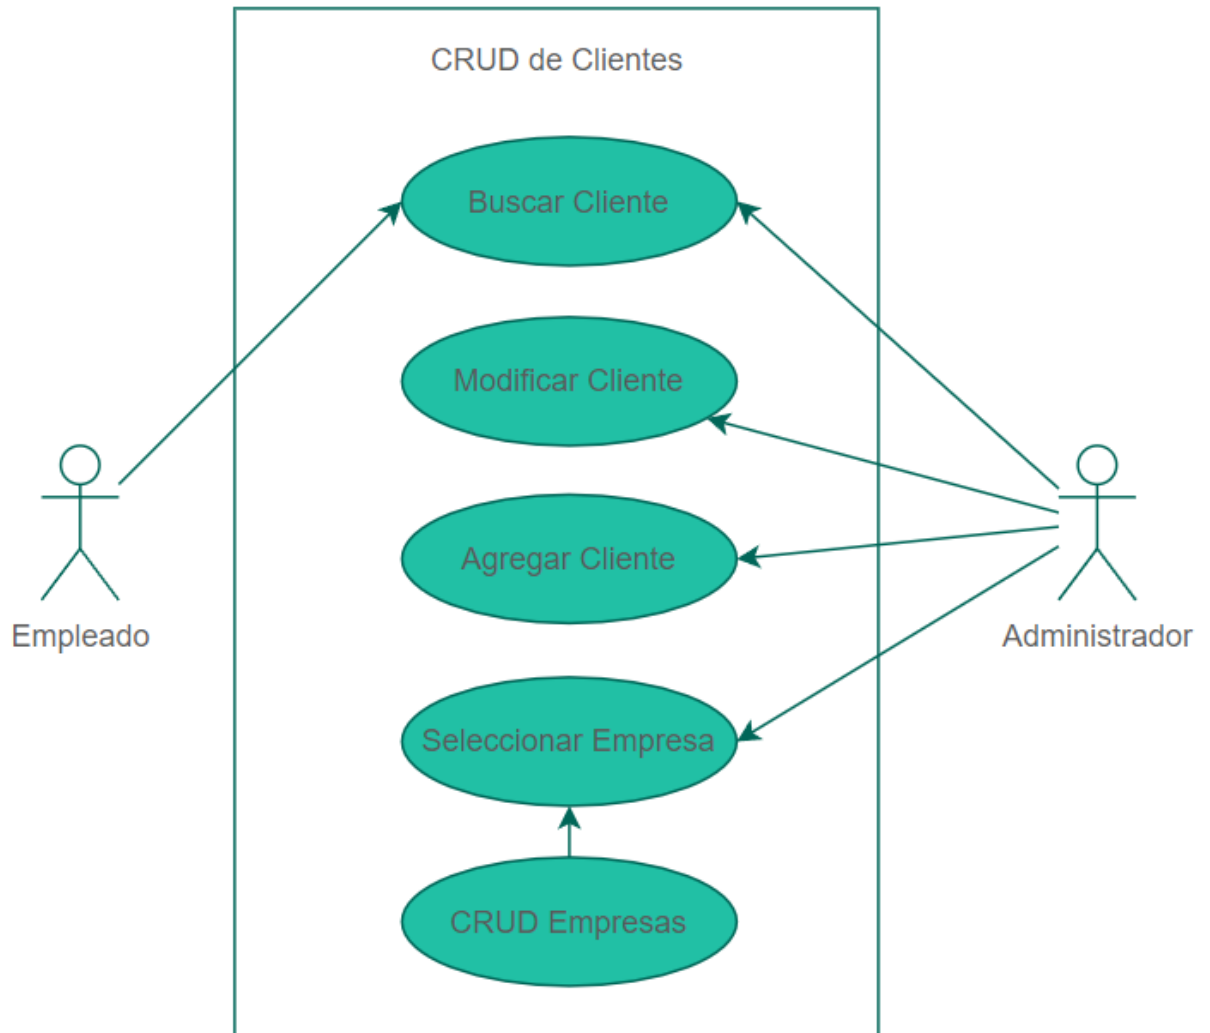 CRUD de Clientes
Buscar Cliente
Modificar Cliente
Agregar Cliente
Empleado
Administrador
Seleccionar Empresa
CRUD Empresas